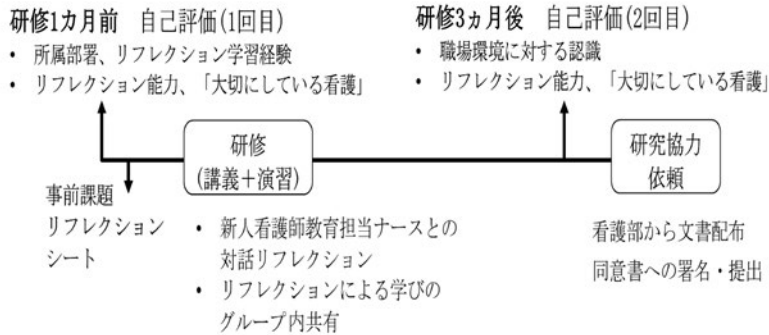 研修1カ月前　自己評価(1回目)
• 所属部署、リフレクション学習経験
• リフレクション能力、「大切にしている看護」
研修3ヵ月後　自己評価(2回目)
• 職場環境に対する認識
• リフレクション能力、「大切にしている看護」
研修
(講義＋演習)
研究協力
依頼
事前課題
リフレクション
シート
• 新人看護師教育担当ナースとの
対話リフレクション
• リフレクションによる学びの
グループ内共有
看護部から文書配布
同意書への署名・提出